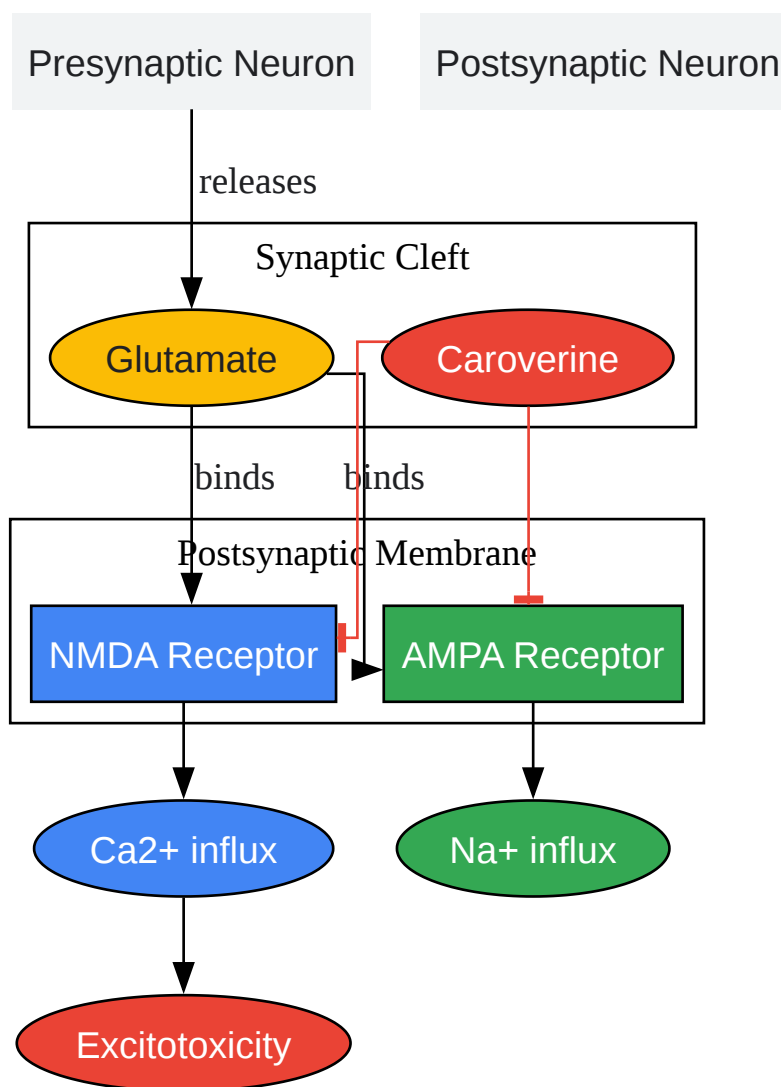 Presynaptic Neuron
Postsynaptic Neuron
releases
Synaptic Cleft
Glutamate
Caroverine
binds
binds
Postsynaptic Membrane
NMDA Receptor
AMPA Receptor
Ca2+ influx
Na+ influx
Excitotoxicity